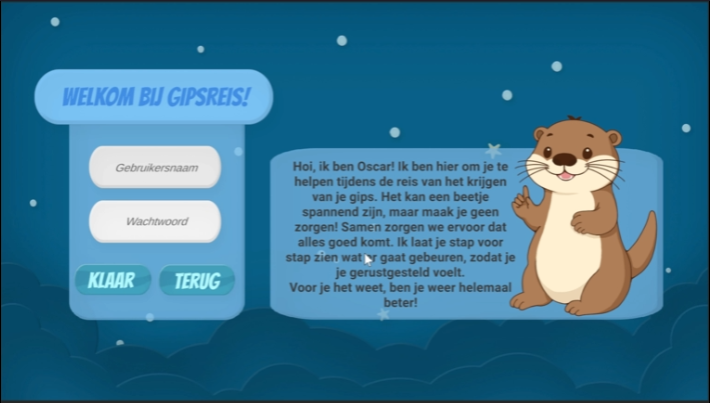 WELKOM BIJ GIPSREIS!
Gebruikersnaam
Wachtwoord
KLAAR
TERUG
Hoi, ik ben Oscar! Ik ben hier om je te
helpen tijdens de reis van het krijgen
van je gips. Het kan een beetje
spannend zijn, maar maak je geen
zorgen! Samen zorgen we ervoor dat
alles goed komt. Ik laat je stap voor
stap zien wat er gaat gebeuren, zodat je
je gerustgesteld voelt.
Voor je het weet, ben je weer helemaal
beter!